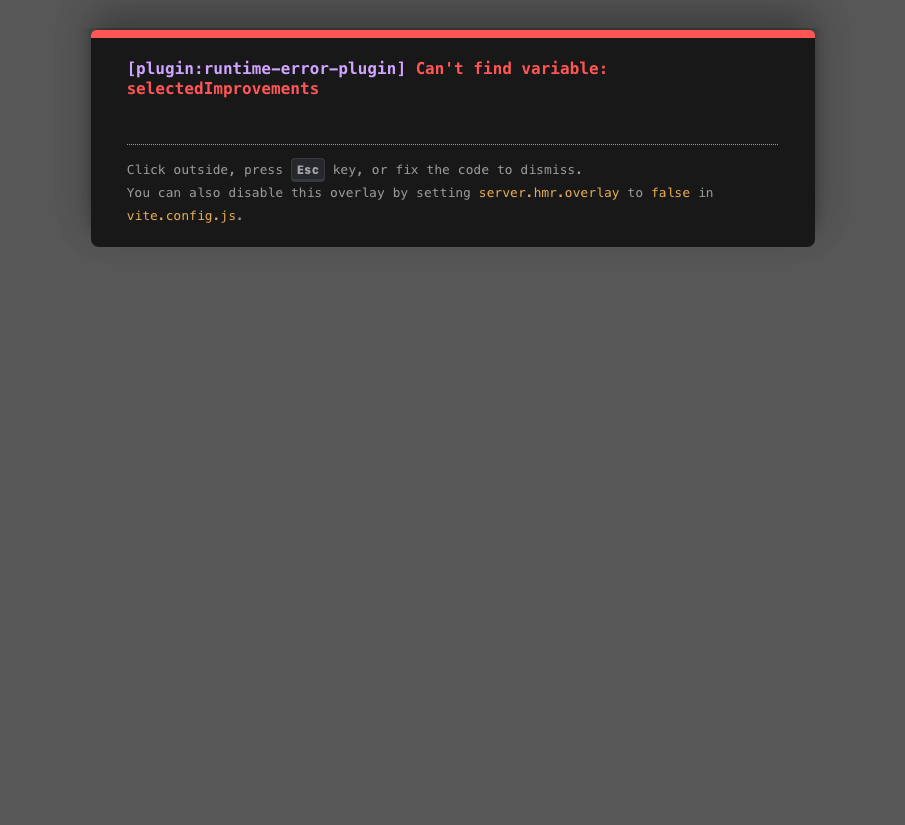 [plugin:runtime-error-plugin] Can't find variable:
selectedImprovements
Click outside, press Esc key, or fix the code to dismiss.
You can also disable this overlay by setting server.hmr.overlay to false in
vite.config.js.